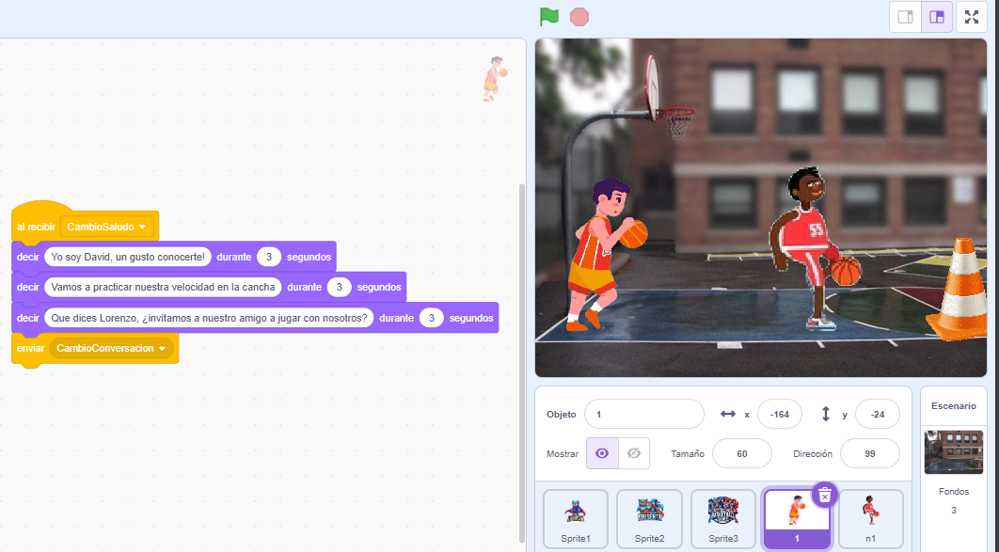 al recibir CambioSaludo
decir Yo soy David, un gusto conocerte! durante 3 segundos
decir Vamos a practicar nuestra velocidad en la cancha durante 3 segundos
decir Que dices Lorenzo, ¿invitamos a nuestro amigo a jugar con nosotros? durante 3 segundos
enviar CambioConversacion
55
Objeto 1 x -164 y -24
Mostrar Tamaño 60 Dirección 99
Sprite1 Sprite2 Sprite3 1 n1
Escenario
Fondos
3